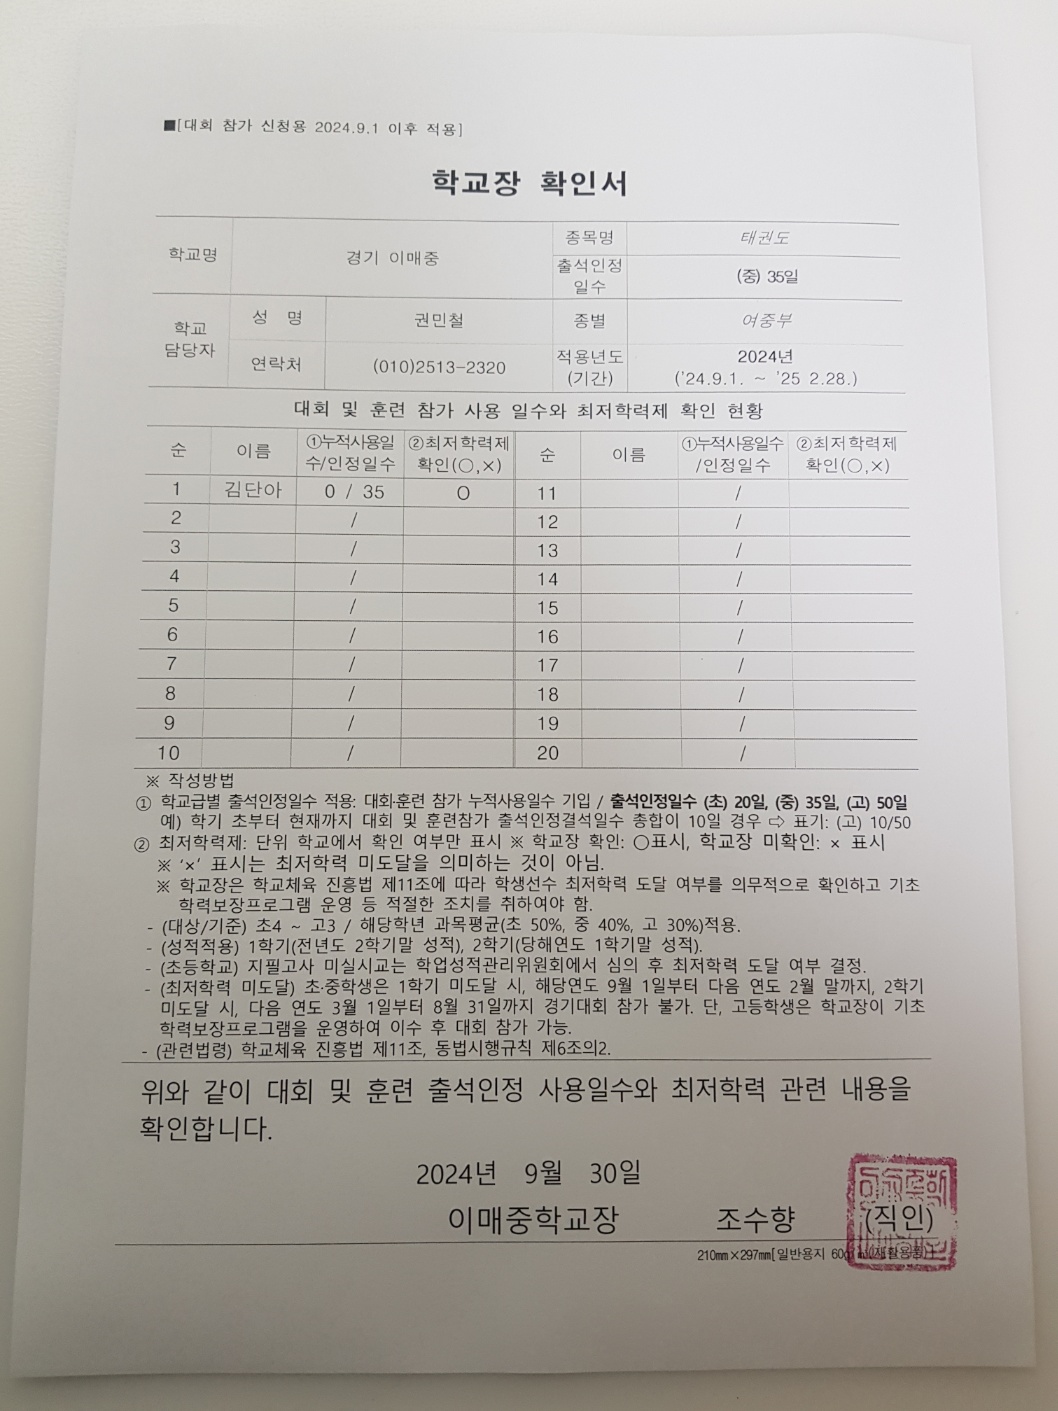 ■[대회 참가 신청용 2024.9.1 이후 적용]
학교장 확인서
학교명 경기 이매중 종목명 태권도
출석인정 일수 (중) 35일
학교 담당자 성 명 권민철 종별 여중부
연락처 (010)2513-2320 적용년도 (기간) 2024년 ('24.9.1. ~ '25 2.28.)
대회 및 훈련 참가 사용 일수와 최저학력제 확인 현황
순 이름 ①누적사용일수/인정일수 ②최저학력제 확인(○,×) 순 이름 ①누적사용일수/인정일수 ②최저학력제 확인(○,×)
1 김단아 0 / 35 O 11 /
2 / 12 /
3 / 13 /
4 / 14 /
5 / 15 /
6 / 16 /
7 / 17 /
8 / 18 /
9 / 19 /
10 / 20 /
※ 작성방법
① 학교급별 출석인정일수 적용: 대회·훈련 참가 누적사용일수 기입 / 출석인정일수 (초) 20일, (중) 35일, (고) 50일
예) 학기 초부터 현재까지 대회 및 훈련참가 출석인정결석일수 총합이 10일 경우 ⇨ 표기: (고) 10/50
② 최저학력제: 단위 학교에서 확인 여부만 표시 ※ 학교장 확인: ○표시, 학교장 미확인: × 표시
※ '×' 표시는 최저학력 미도달을 의미하는 것이 아님.
※ 학교장은 학교체육 진흥법 제11조에 따라 학생선수 최저학력 도달 여부를 의무적으로 확인하고 기초
학력보장프로그램 운영 등 적절한 조치를 취하여야 함.
- (대상/기준) 초4 ~ 고3 / 해당학년 과목평균(초 50%, 중 40%, 고 30%)적용.
- (성적적용) 1학기(전년도 2학기말 성적), 2학기(당해연도 1학기말 성적).
- (초등학교) 지필고사 미실시교는 학업성적관리위원회에서 심의 후 최저학력 도달 여부 결정.
- (최저학력 미도달) 초·중학생은 1학기 미도달 시, 해당연도 9월 1일부터 다음 연도 2월 말까지, 2학기
미도달 시, 다음 연도 3월 1일부터 8월 31일까지 경기대회 참가 불가. 단, 고등학생은 학교장이 기초
학력보장프로그램을 운영하여 이수 후 대회 참가 가능.
- (관련법령) 학교체육 진흥법 제11조, 동법시행규칙 제6조의2.
위와 같이 대회 및 훈련 출석인정 사용일수와 최저학력 관련 내용을
확인합니다.
2024년 9월 30일
이매중학교장 조수향 (직인)
210㎜×297㎜[일반용지 60g/㎡(재활용품)]